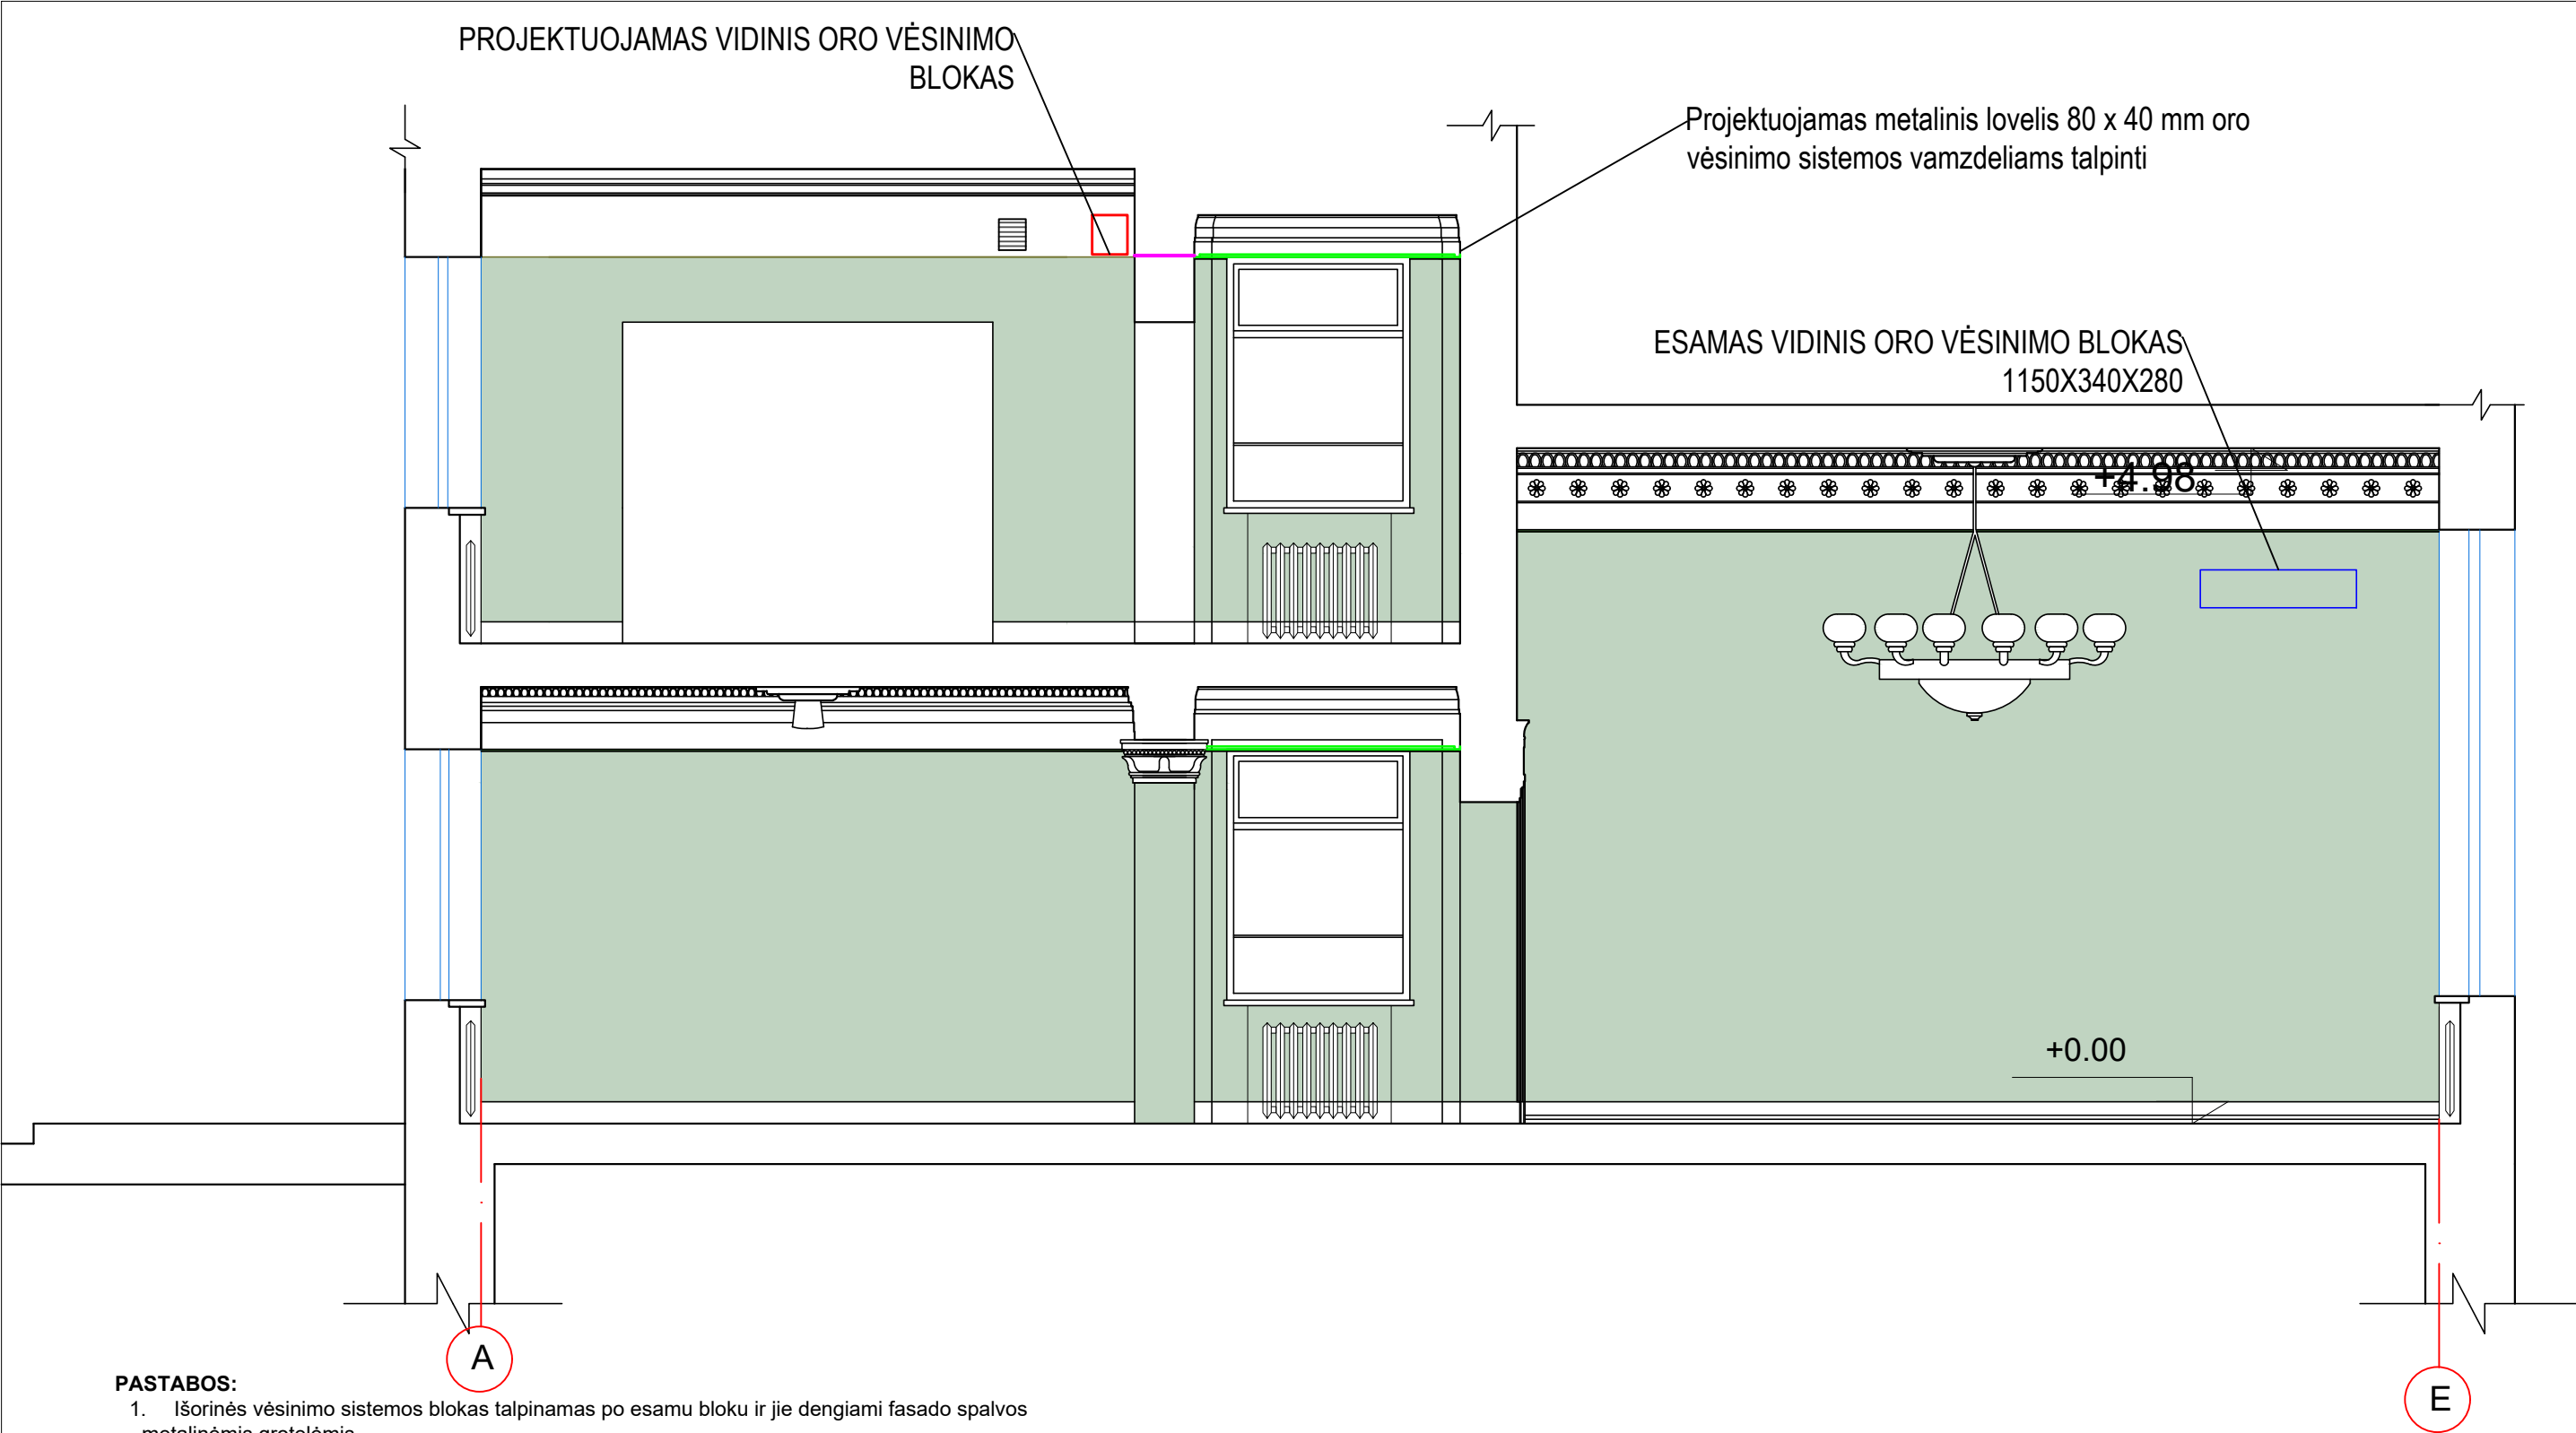 PROJEKTUOJAMAS VIDINIS ORO VĖSINIMO
BLOKAS
Projektuojamas metalinis lovelis 80 x 40 mm oro
vėsinimo sistemos vamzdeliams talpinti
ESAMAS VIDINIS ORO VĖSINIMO BLOKAS
1150X340X280
+4.98
+0.00
A
E
PASTABOS:
1. Išorinės vėsinimo sistemos blokas talpinamas po esamu bloku ir jie dengiami fasado spalvos
metalinėmis grotelėmis